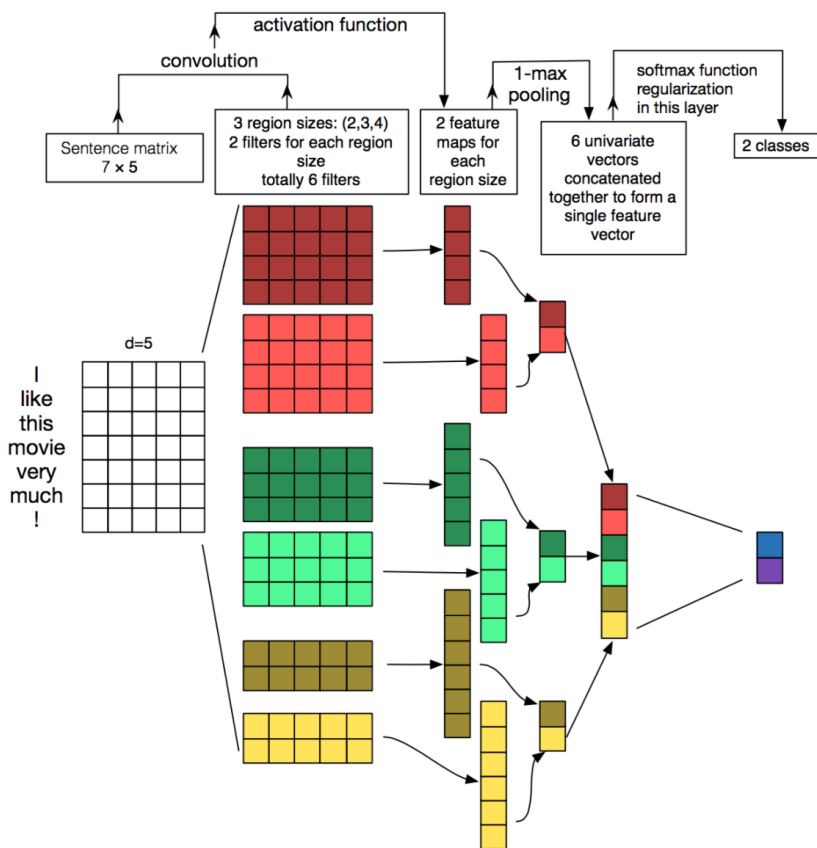 activation function
convolution
1-max
pooling
softmax function
regularization
in this layer
Sentence matrix
7 × 5
3 region sizes: (2,3,4)
2 filters for each region
size
totally 6 filters
2 feature
maps for
each
region size
6 univariate
vectors
concatenated
together to form a
single feature
vector
2 classes
d=5
I
like
this
movie
very
much
!